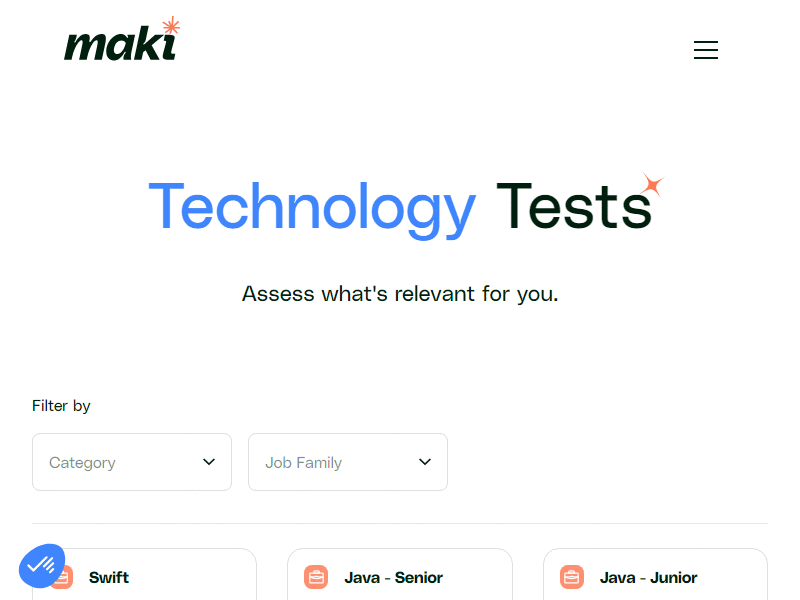 maki
Technology Tests
Assess what's relevant for you.
Filter by
Category
Job Family
Swift
Java - Senior
Java - Junior